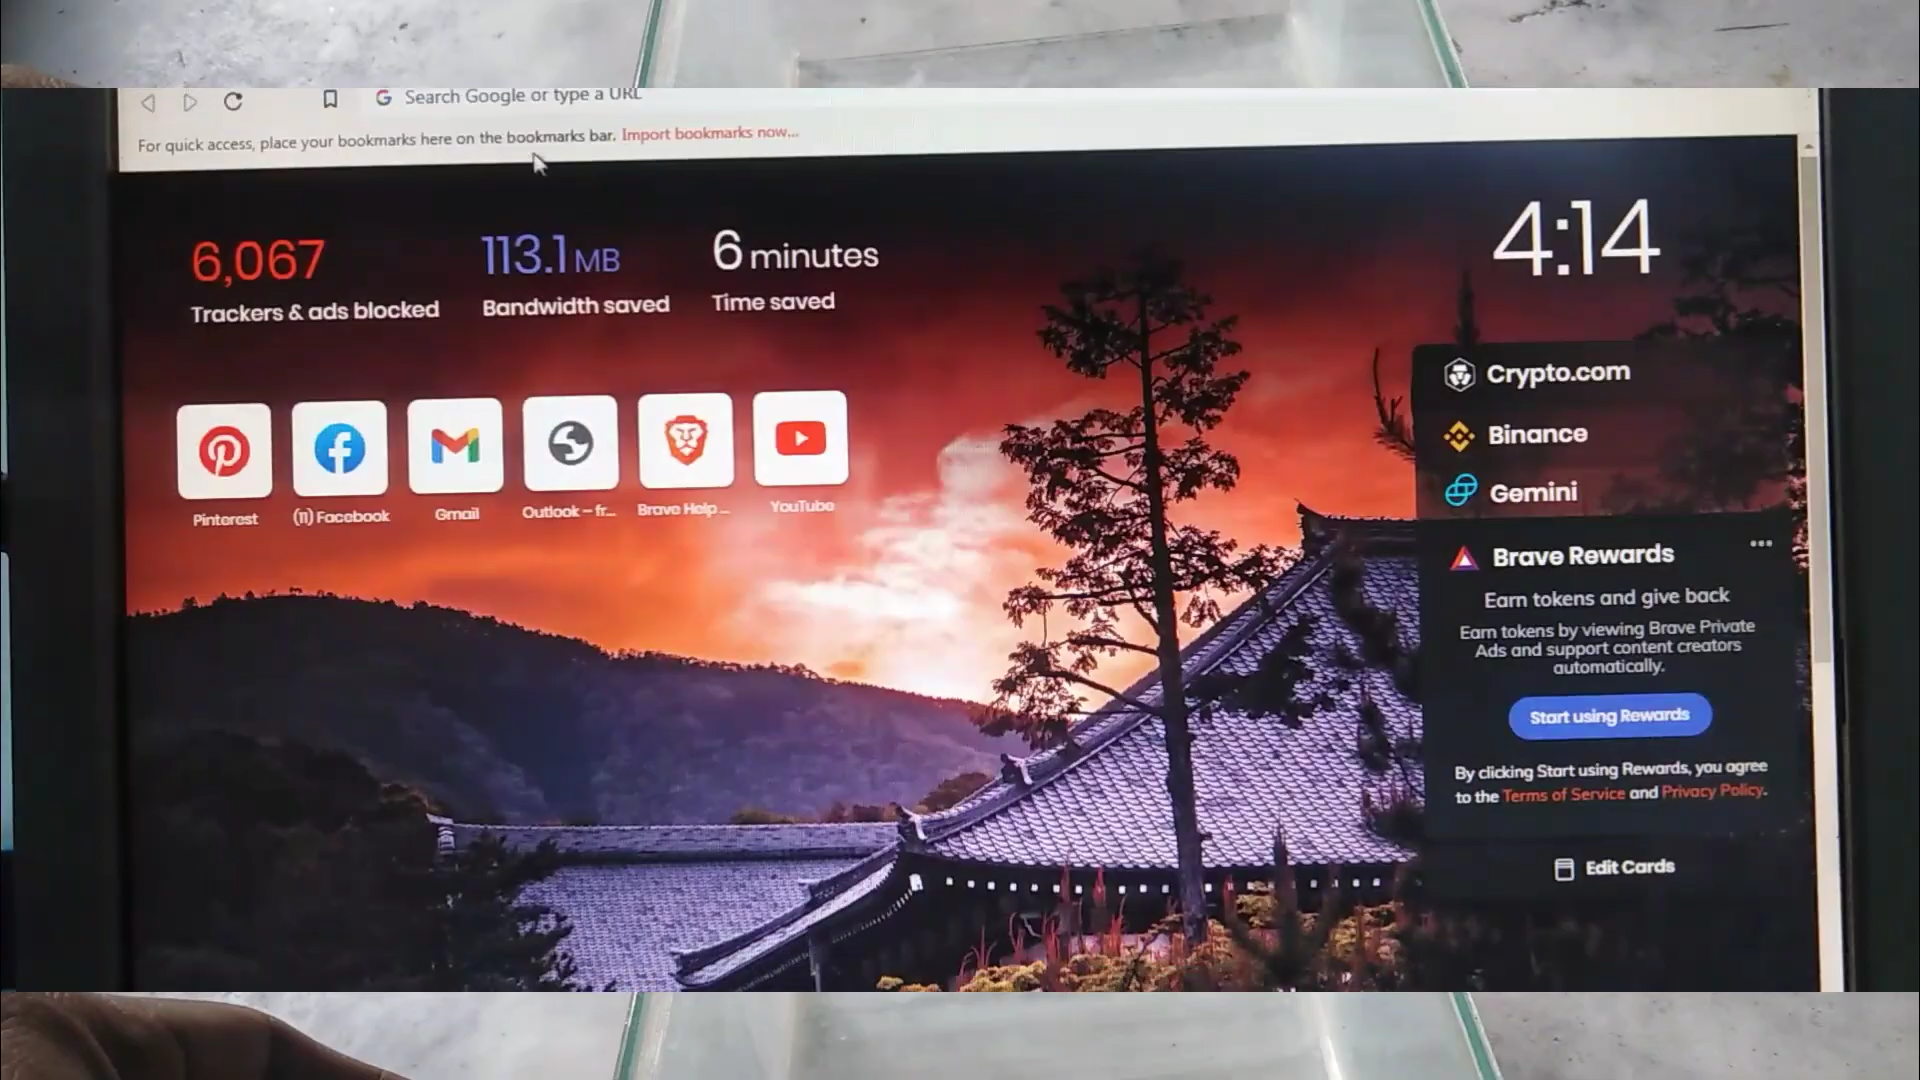 Search Google or type a URL
For quick access, place your bookmarks here on the bookmarks bar. Import bookmarks now...
6,067
Trackers & ads blocked
113.1 MB
Bandwidth saved
6 minutes
Time saved
4:14
Pinterest
(11) Facebook
Gmail
Outlook – fr...
Brave Help ...
YouTube
Crypto.com
Binance
Gemini
Brave Rewards
Earn tokens and give back
Earn tokens by viewing Brave Private
Ads and support content creators
automatically.
Start using Rewards
By clicking Start using Rewards, you agree
to the Terms of Service and Privacy Policy.
Edit Cards